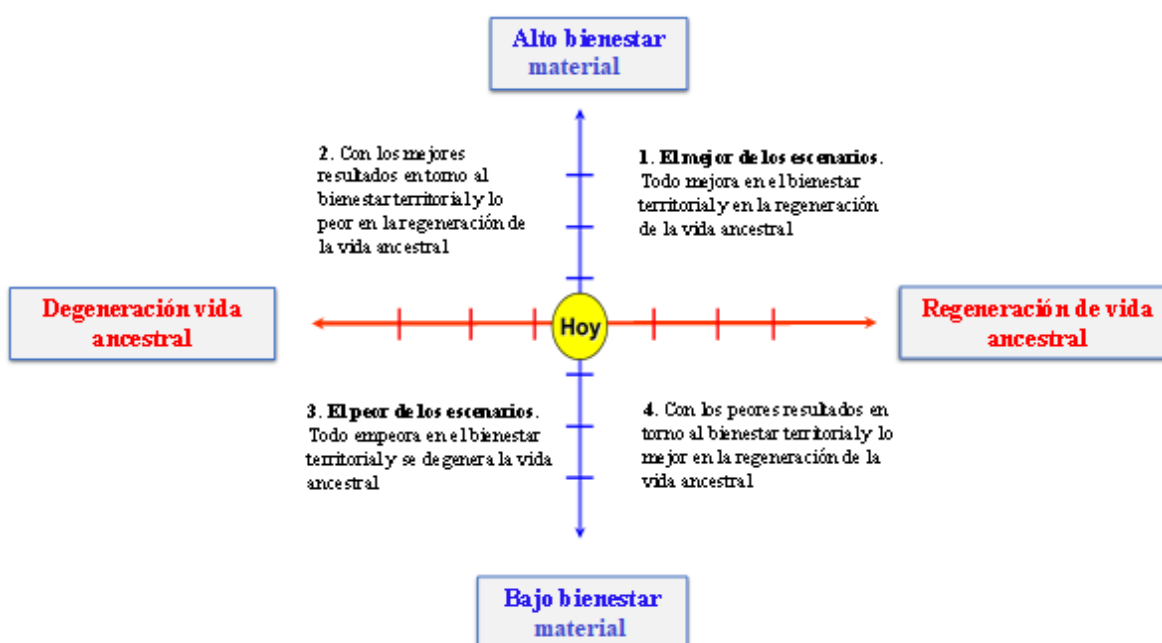 Alto bienestar
material
2. Con los mejores
resultados en torno al
bienestar territorial y lo
peor en la regeneración de
la vida ancestral
1. El mejor de los escenarios.
Todo mejora en el bienestar
territorial y en la regeneración
de la vida ancestral
Degeneración vida
ancestral
Hoy
Regeneración de vida
ancestral
3. El peor de los escenarios.
Todo empeora en el bienestar
territorial y se degenera la vida
ancestral
4. Con los peores resultados en
torno al bienestar territorial y lo
mejor en la regeneración de la
vida ancestral
Bajo bienestar
material